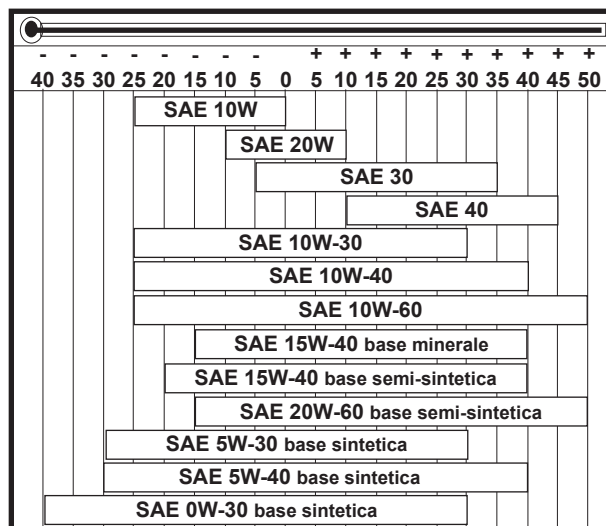 - - - - - - - - + + + + + + + + + +
40 35 30 25 20 15 10 5 0 5 10 15 20 25 30 35 40 45 50
SAE 10W
SAE 20W
SAE 30
SAE 40
SAE 10W-30
SAE 10W-40
SAE 10W-60
SAE 15W-40 base minerale
SAE 15W-40 base semi-sintetica
SAE 20W-60 base semi-sintetica
SAE 5W-30 base sintetica
SAE 5W-40 base sintetica
SAE 0W-30 base sintetica